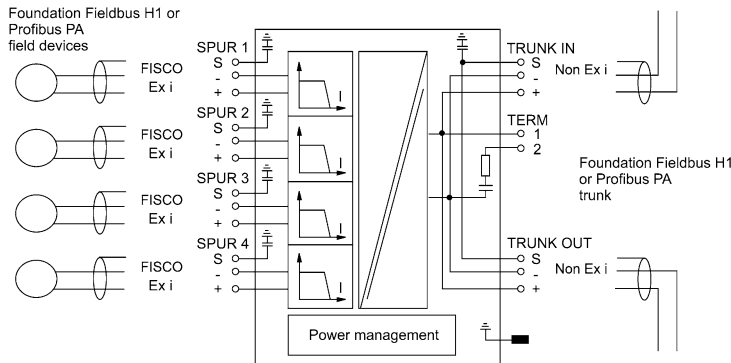 Foundation Fieldbus H1 or
Profibus PA
field devices
SPUR 1
S
-
+
FISCO
Ex i
SPUR 2
S
-
+
FISCO
Ex i
SPUR 3
S
-
+
FISCO
Ex i
SPUR 4
S
-
+
FISCO
Ex i
I
I
I
I
Power management
TRUNK IN
S
-
+
Non Ex i
TERM
1
2
Foundation Fieldbus H1
or Profibus PA
trunk
TRUNK OUT
S
-
+
Non Ex i